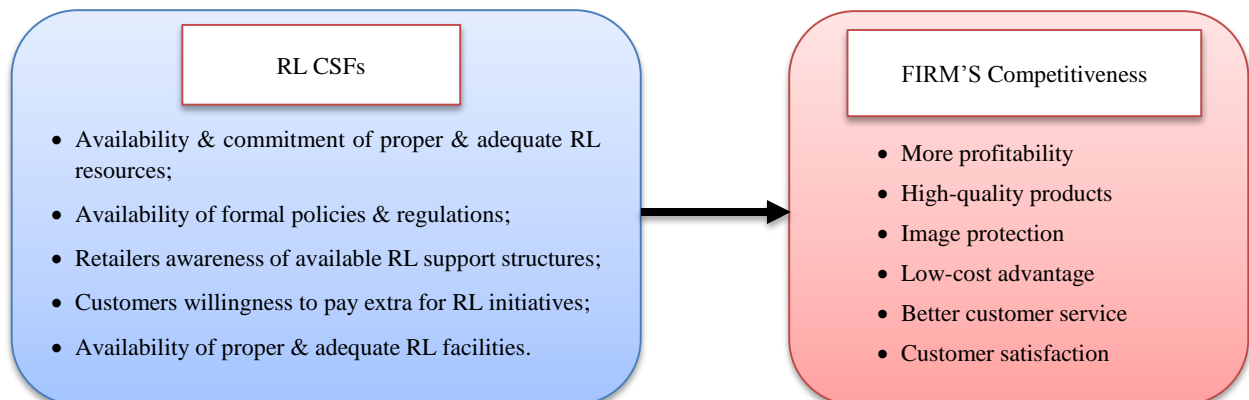 RL CSFs
• Availability & commitment of proper & adequate RL
resources;
• Availability of formal policies & regulations;
• Retailers awareness of available RL support structures;
• Customers willingness to pay extra for RL initiatives;
• Availability of proper & adequate RL facilities.
FIRM’S Competitiveness
• More profitability
• High-quality products
• Image protection
• Low-cost advantage
• Better customer service
• Customer satisfaction